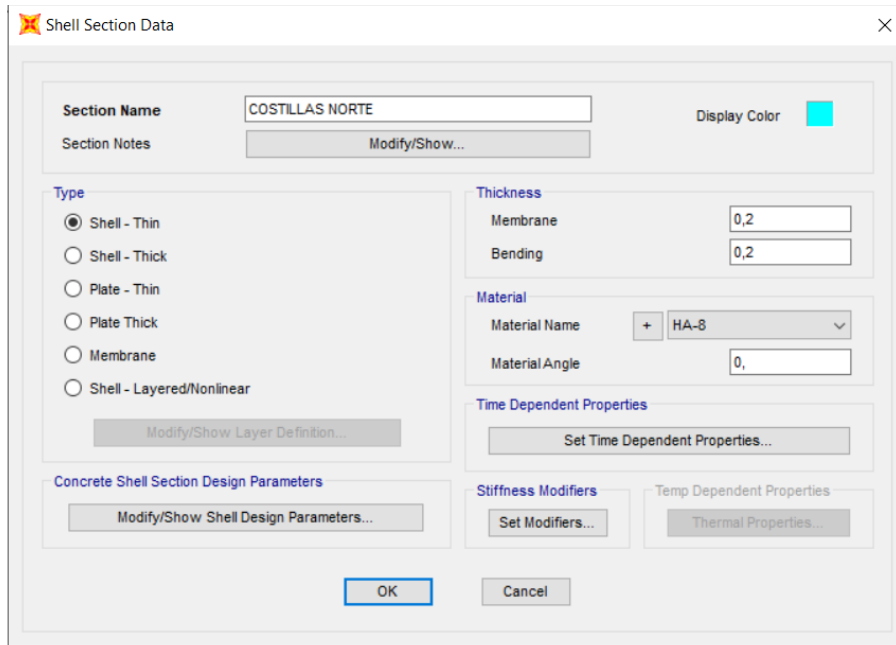 Shell Section Data
Section Name
COSTILLAS NORTE
Display Color
Section Notes
Modify/Show...
Type
Shell - Thin
Shell - Thick
Plate - Thin
Plate Thick
Membrane
Shell - Layered/Nonlinear
Modify/Show Layer Definition...
Concrete Shell Section Design Parameters
Modify/Show Shell Design Parameters...
Thickness
Membrane
0,2
Bending
0,2
Material
Material Name
+
HA-8
Material Angle
0,
Time Dependent Properties
Set Time Dependent Properties...
Stiffness Modifiers
Set Modifiers...
Temp Dependent Properties
Thermal Properties...
OK
Cancel